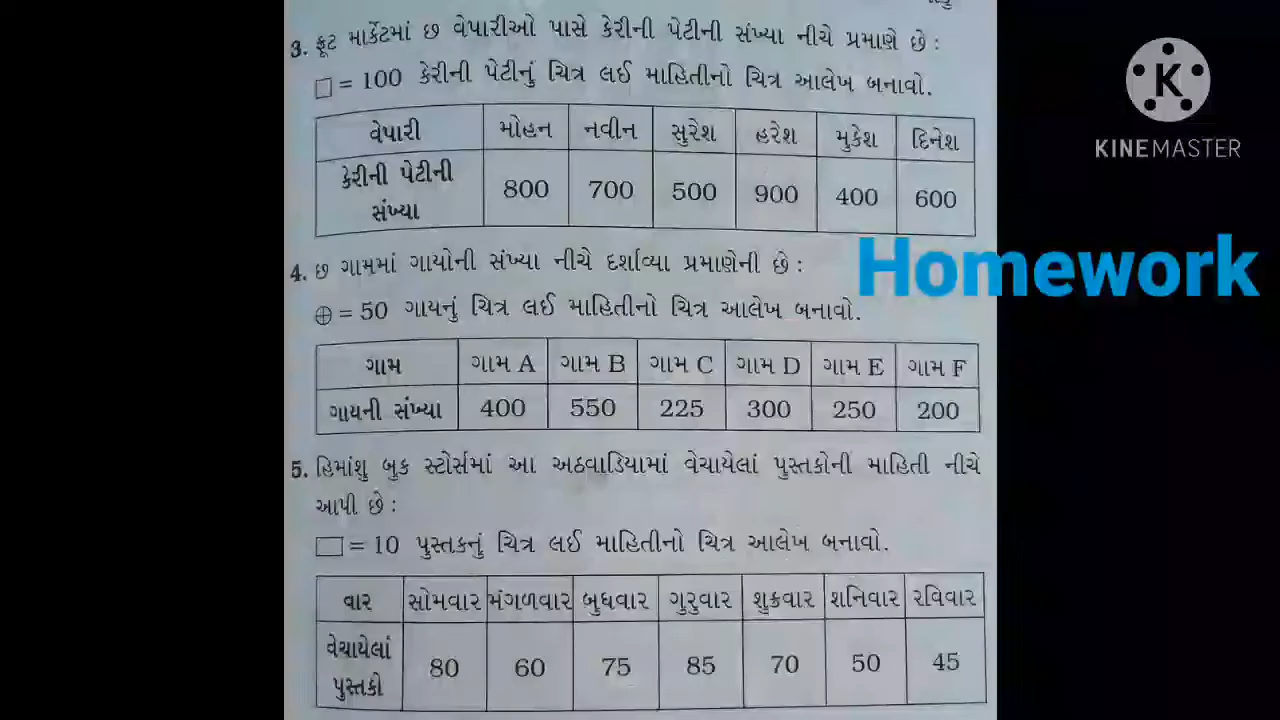 3. ફ્રૂટ માર્કેટમાં છ વેપારીઓ પાસે કેરીની પેટીની સંખ્યા નીચે પ્રમાણે છે :
□ = 100 કેરીની પેટીનું ચિત્ર લઈ માહિતીનો ચિત્ર આલેખ બનાવો.
વેપારી મોહન નવીન સુરેશ હરેશ મુકેશ દિનેશ
કેરીની પેટીની
સંખ્યા 800 700 500 900 400 600
K
KINEMASTER
Homework
4. છ ગામમાં ગાયોની સંખ્યા નીચે દર્શાવ્યા પ્રમાણેની છે :
⊕ = 50 ગાયનું ચિત્ર લઈ માહિતીનો ચિત્ર આલેખ બનાવો.
ગામ ગામ A ગામ B ગામ C ગામ D ગામ E ગામ F
ગાયની સંખ્યા 400 550 225 300 250 200
5. હિમાંશુ બુક સ્ટોર્સમાં આ અઠવાડિયામાં વેચાયેલાં પુસ્તકોની માહિતી નીચે
આપી છે :
□ = 10 પુસ્તકનું ચિત્ર લઈ માહિતીનો ચિત્ર આલેખ બનાવો.
વાર સોમવાર મંગળવાર બુધવાર ગુરુવાર શુક્રવાર શનિવાર રવિવાર
વેચાયેલાં
પુસ્તકો 80 60 75 85 70 50 45